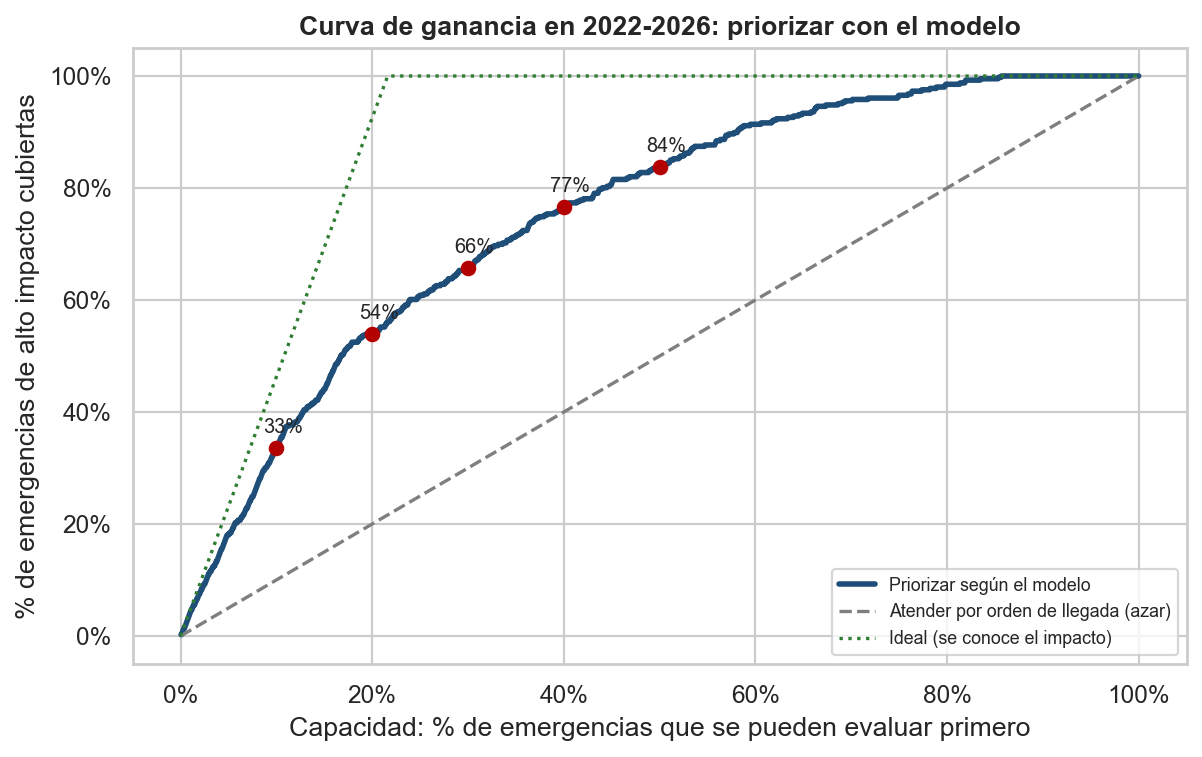 Curva de ganancia en 2022-2026: priorizar con el modelo
% de emergencias de alto impacto cubiertas
100%
80%
60%
40%
20%
0%
33%
54%
66%
77%
84%
Priorizar según el modelo
Atender por orden de llegada (azar)
Ideal (se conoce el impacto)
0%
20%
40%
60%
80%
100%
Capacidad: % de emergencias que se pueden evaluar primero